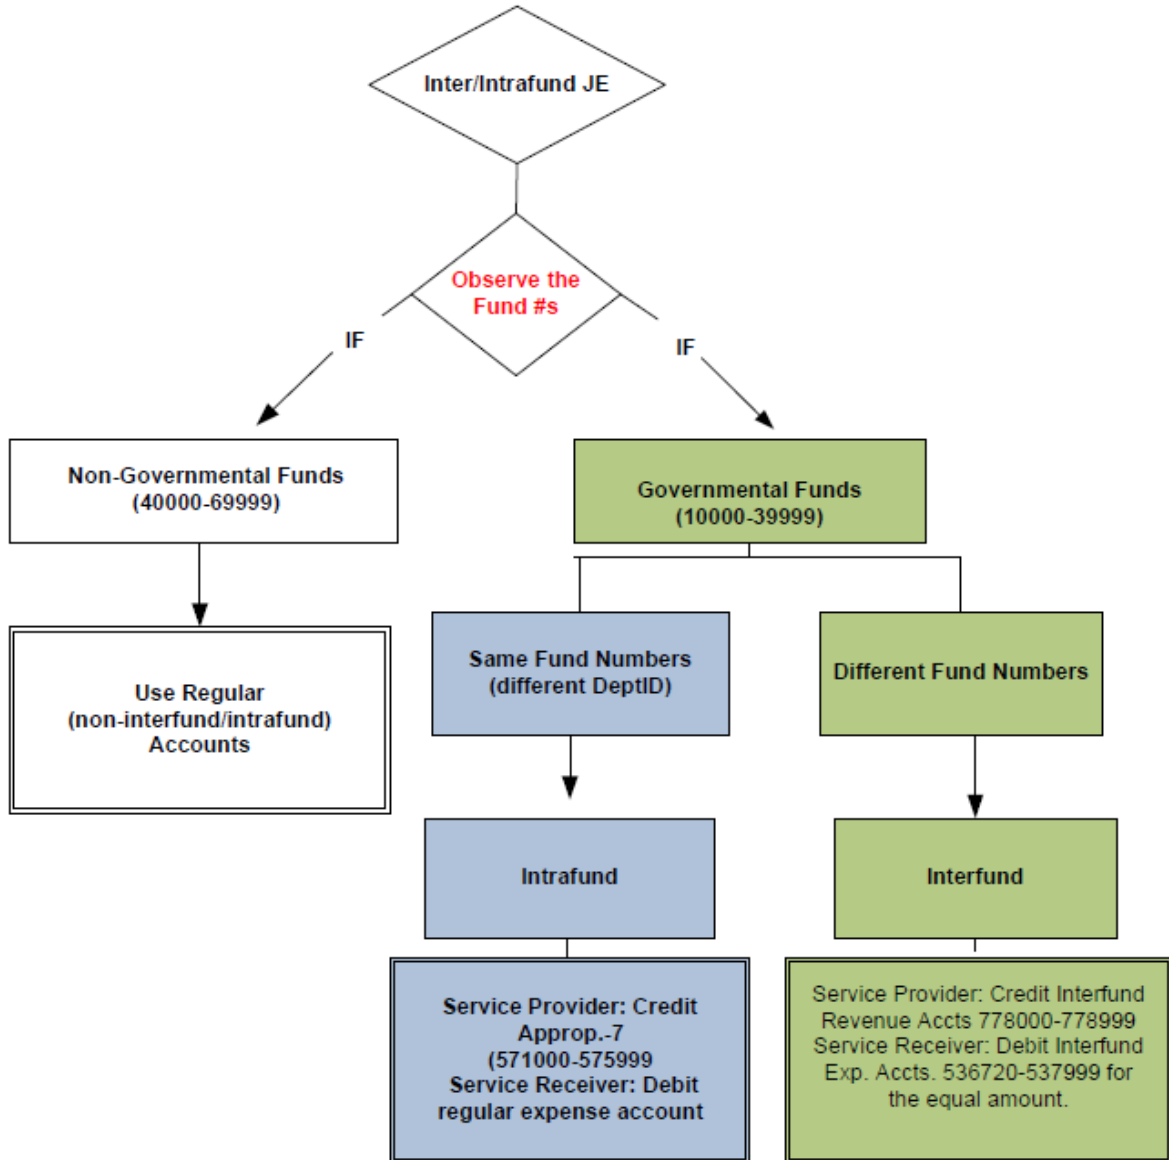 Inter/Intrafund JE
Observe the
Fund #s
IF
IF
Non-Governmental Funds
(40000-69999)
Governmental Funds
(10000-39999)
Use Regular
(non-interfund/intrafund)
Accounts
Same Fund Numbers
(different DeptID)
Different Fund Numbers
Intrafund
Interfund
Service Provider: Credit
Approp.-7
(571000-575999
Service Receiver: Debit
regular expense account
Service Provider: Credit Interfund
Revenue Accts 778000-778999
Service Receiver: Debit Interfund
Exp. Accts. 536720-537999 for
the equal amount.